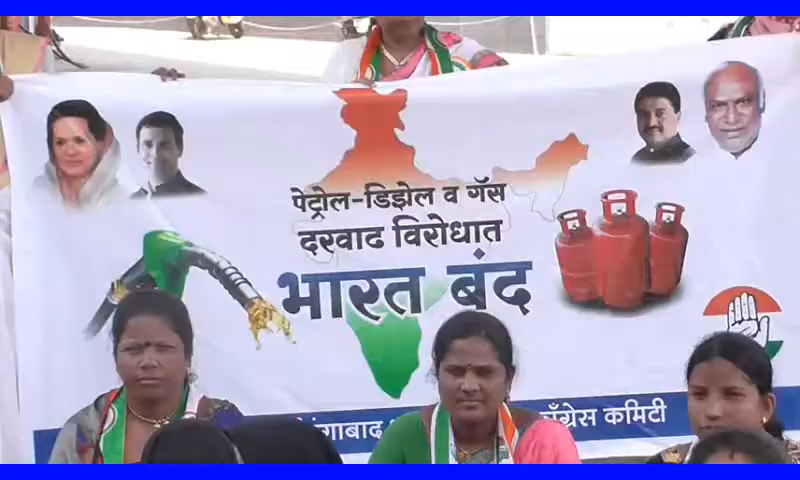 पेट्रोल-डिझेल व गॅस
दरवाढ विरोधात
भारत बंद
काँग्रेस कमिटी